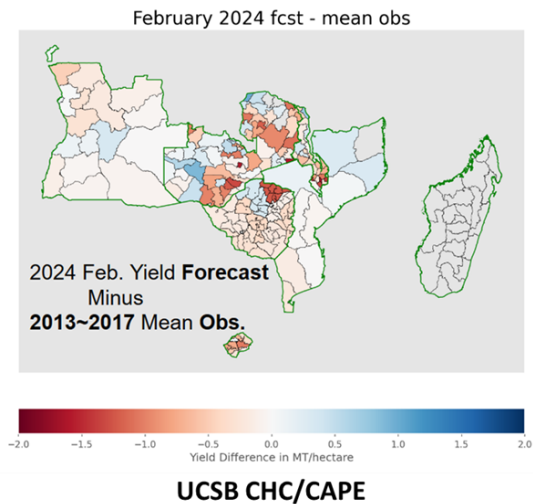 February 2024 fcst - mean obs
2024 Feb. Yield Forecast
Minus
2013~2017 Mean Obs.
−2.0 −1.5 −1.0 −0.5 0.0 0.5 1.0 1.5 2.0
Yield Difference in MT/hectare
UCSB CHC/CAPE